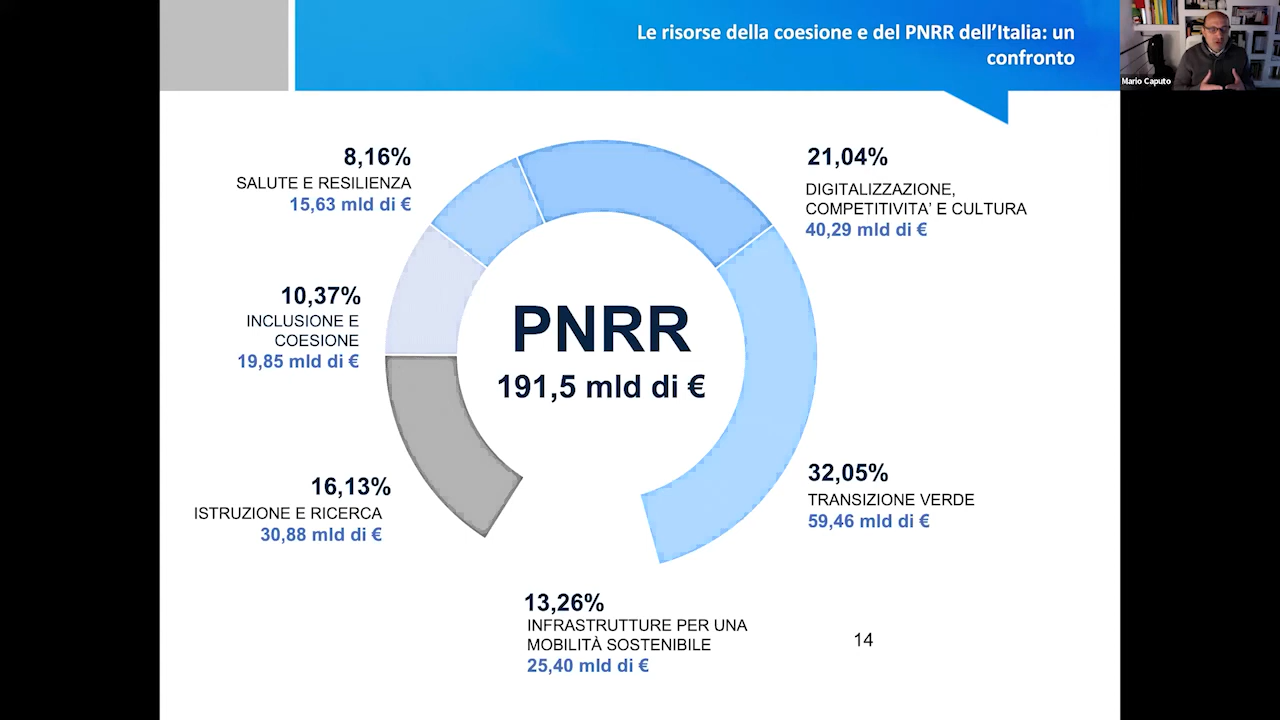 Le risorse della coesione e del PNRR dell'Italia: un
confronto
Mario Caputo
8,16%
SALUTE E RESILIENZA
15,63 mld di €
21,04%
DIGITALIZZAZIONE,
COMPETITIVITA' E CULTURA
40,29 mld di €
10,37%
INCLUSIONE E
COESIONE
19,85 mld di €
PNRR
191,5 mld di €
16,13%
ISTRUZIONE E RICERCA
30,88 mld di €
32,05%
TRANSIZIONE VERDE
59,46 mld di €
13,26%
INFRASTRUTTURE PER UNA
MOBILITÀ SOSTENIBILE
25,40 mld di €
14